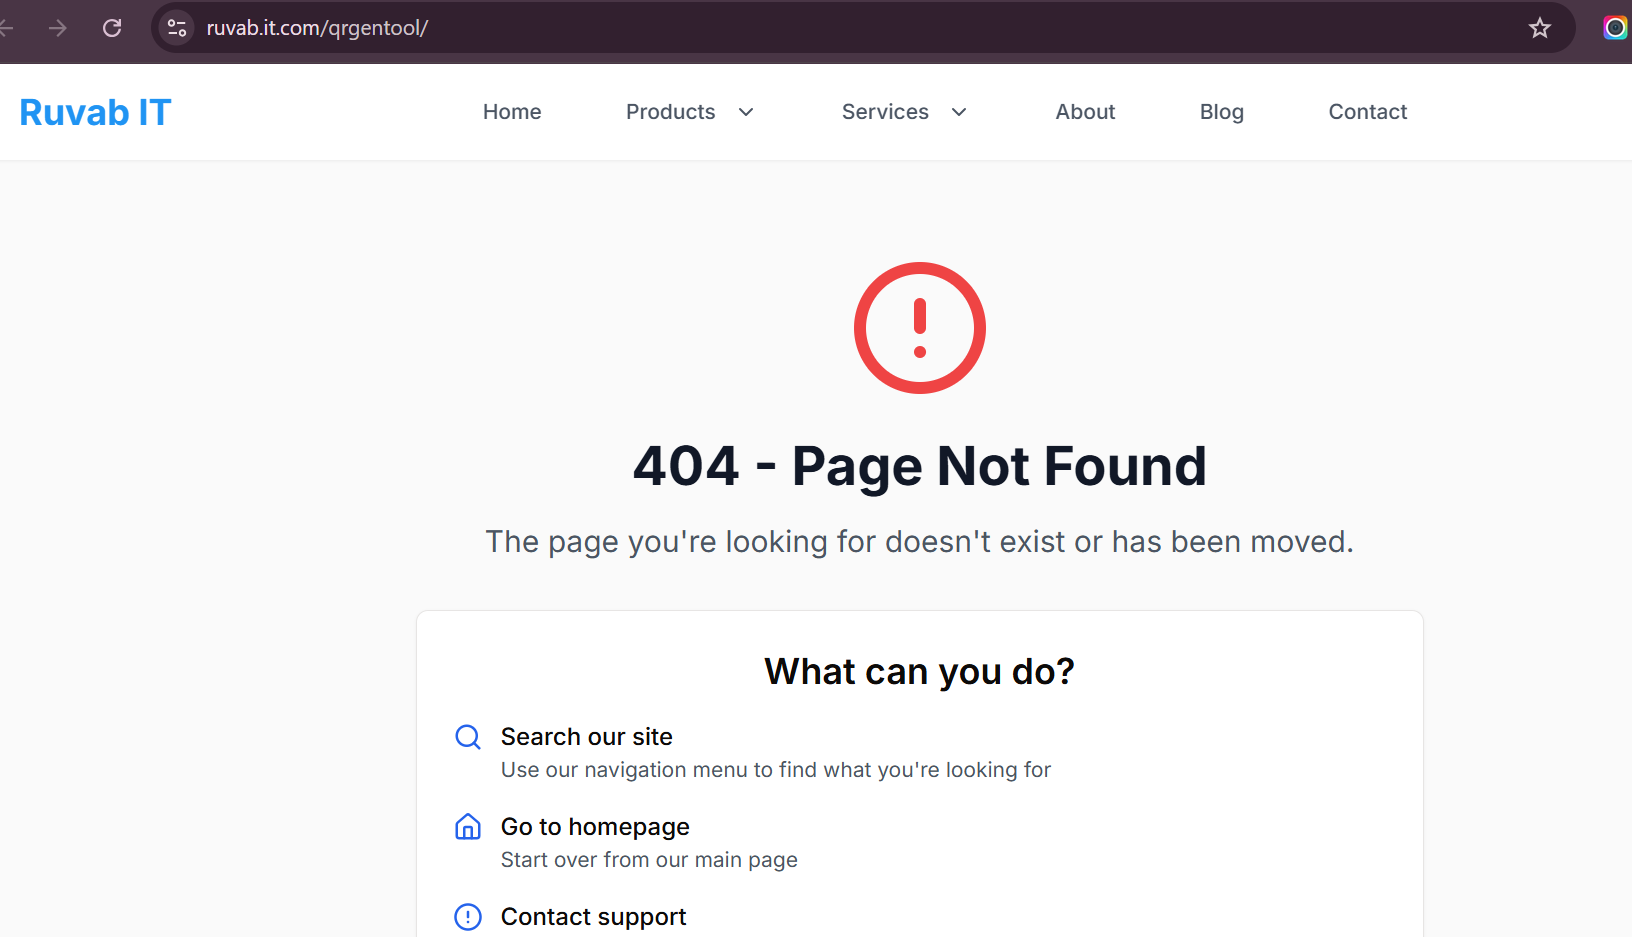 ruvab.it.com/qrgentool/
Ruvab IT
Home Products Services About Blog Contact
404 - Page Not Found
The page you're looking for doesn't exist or has been moved.
What can you do?
Search our site
Use our navigation menu to find what you're looking for
Go to homepage
Start over from our main page
Contact support